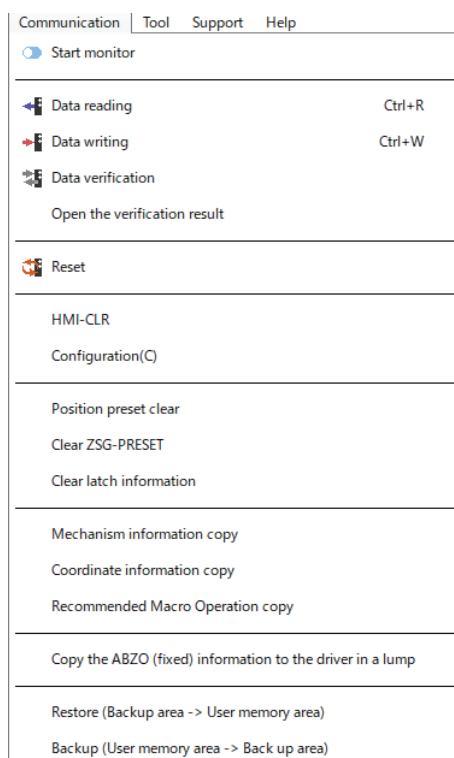 Communication Tool Support Help
Start monitor
Data reading Ctrl+R
Data writing Ctrl+W
Data verification
Open the verification result
Reset
HMI-CLR
Configuration(C)
Position preset clear
Clear ZSG-PRESET
Clear latch information
Mechanism information copy
Coordinate information copy
Recommended Macro Operation copy
Copy the ABZO (fixed) information to the driver in a lump
Restore (Backup area -> User memory area)
Backup (User memory area -> Back up area)